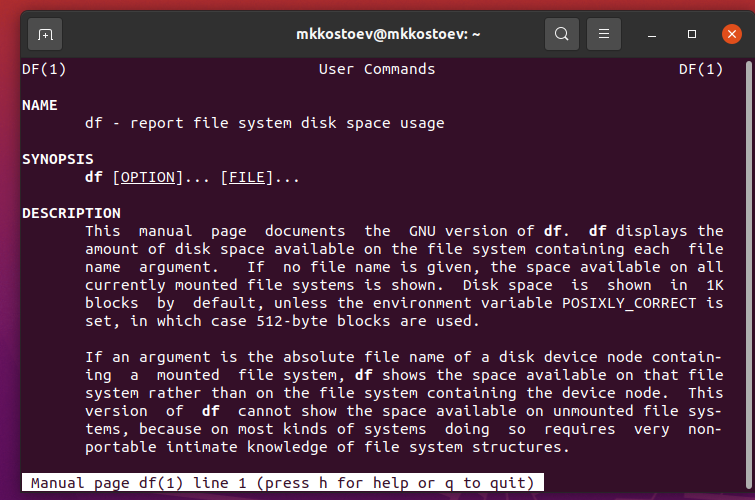 mkkostoev@mkkostoev: ~
DF(1) User Commands DF(1)
NAME
df - report file system disk space usage
SYNOPSIS
df [OPTION]... [FILE]...
DESCRIPTION
This manual page documents the GNU version of df. df displays the
amount of disk space available on the file system containing each file
name argument. If no file name is given, the space available on all
currently mounted file systems is shown. Disk space is shown in 1K
blocks by default, unless the environment variable POSIXLY_CORRECT is
set, in which case 512-byte blocks are used.
If an argument is the absolute file name of a disk device node contain-
ing a mounted file system, df shows the space available on that file
system rather than on the file system containing the device node. This
version of df cannot show the space available on unmounted file sys-
tems, because on most kinds of systems doing so requires very non-
portable intimate knowledge of file system structures.
Manual page df(1) line 1 (press h for help or q to quit)